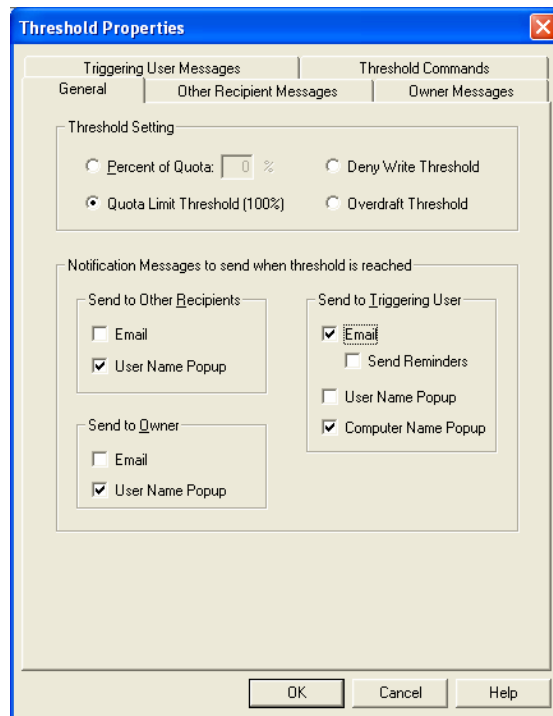 Threshold Properties
Triggering User Messages Threshold Commands
General Other Recipient Messages Owner Messages
Threshold Setting
Percent of Quota: 0 % Deny Write Threshold
Quota Limit Threshold (100%) Overdraft Threshold
Notification Messages to send when threshold is reached
Send to Other Recipients Send to Triggering User
Email Email
User Name Popup Send Reminders
User Name Popup
Send to Owner Computer Name Popup
Email
User Name Popup
OK Cancel Help